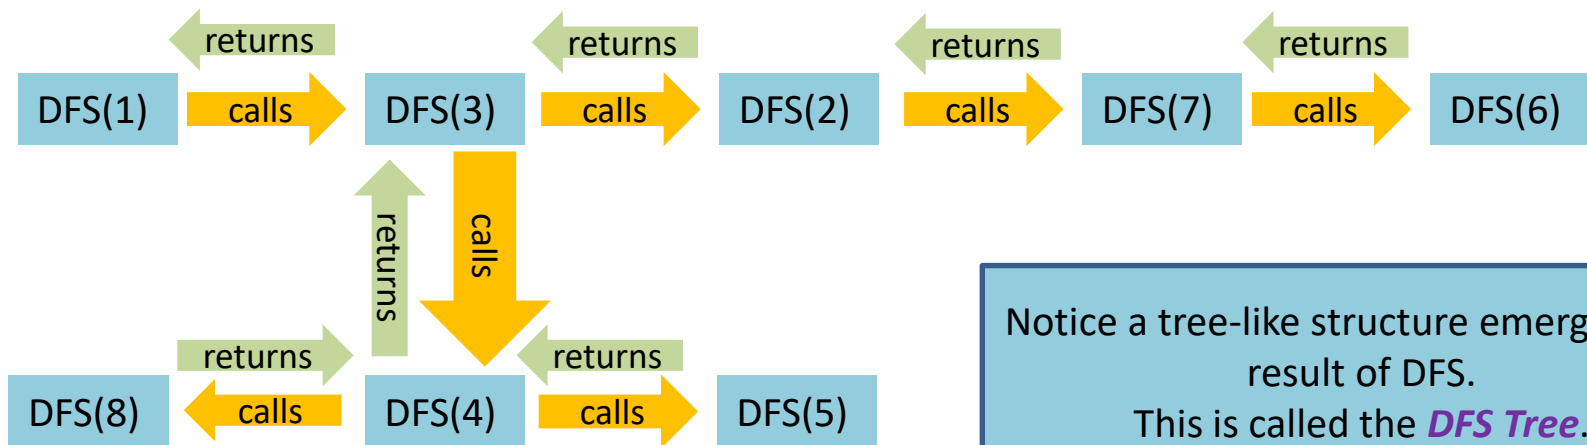 returns returns returns returns
DFS(1) calls DFS(3) calls DFS(2) calls DFS(7) calls DFS(6)
returns calls
returns returns
DFS(8) calls DFS(4) calls DFS(5)
Notice a tree-like structure emerg
result of DFS.
This is called the DFS Tree.